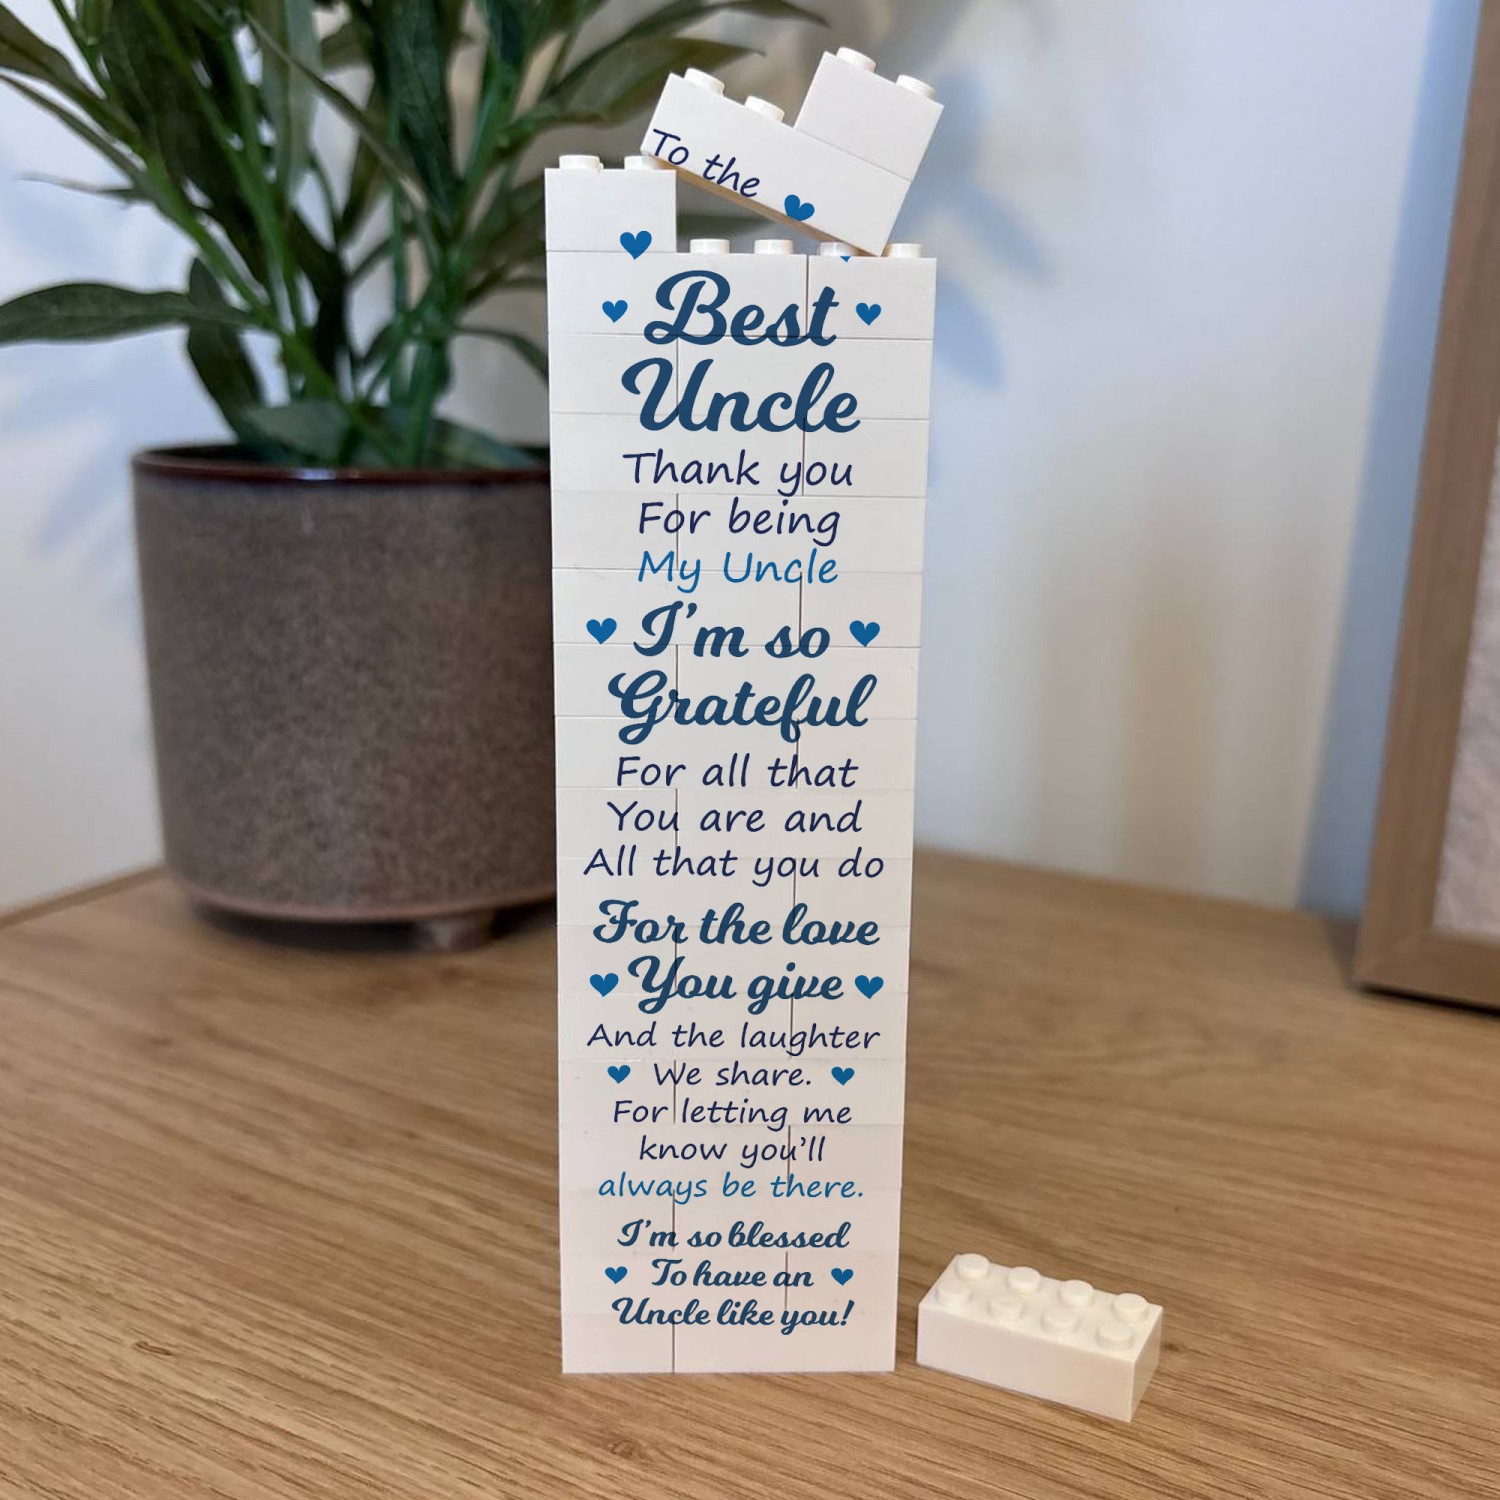 To the
Best
Uncle
Thank you
For being
My Uncle
I'm so
Grateful
For all that
You are and
All that you do
For the love
You give
And the laughter
We share.
For letting me
know you'll
always be there.
I'm so blessed
To have an
Uncle like you!